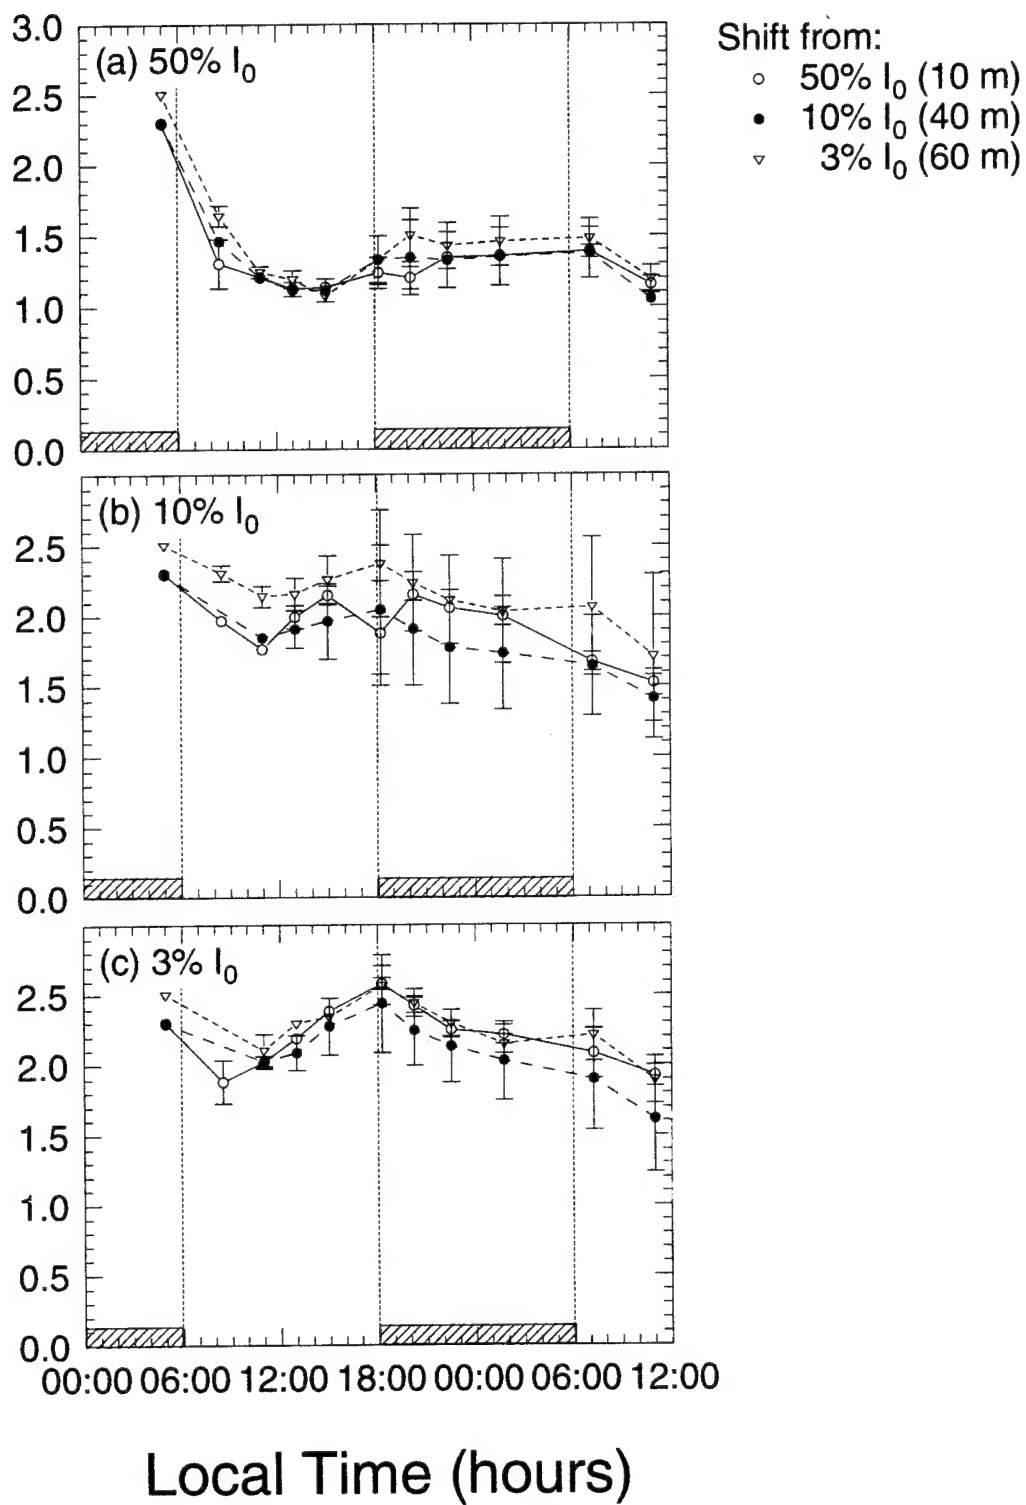 Shift from:
50% I0 (10 m)
10% I0 (40 m)
3% I0 (60 m)
(a) 50% I0
3.0
2.5
2.0
1.5
1.0
0.5
0.0
(b) 10% I0
2.5
2.0
1.5
1.0
0.5
0.0
(c) 3% I0
2.5
2.0
1.5
1.0
0.5
0.0
00:00 06:00 12:00 18:00 00:00 06:00 12:00
Local Time (hours)